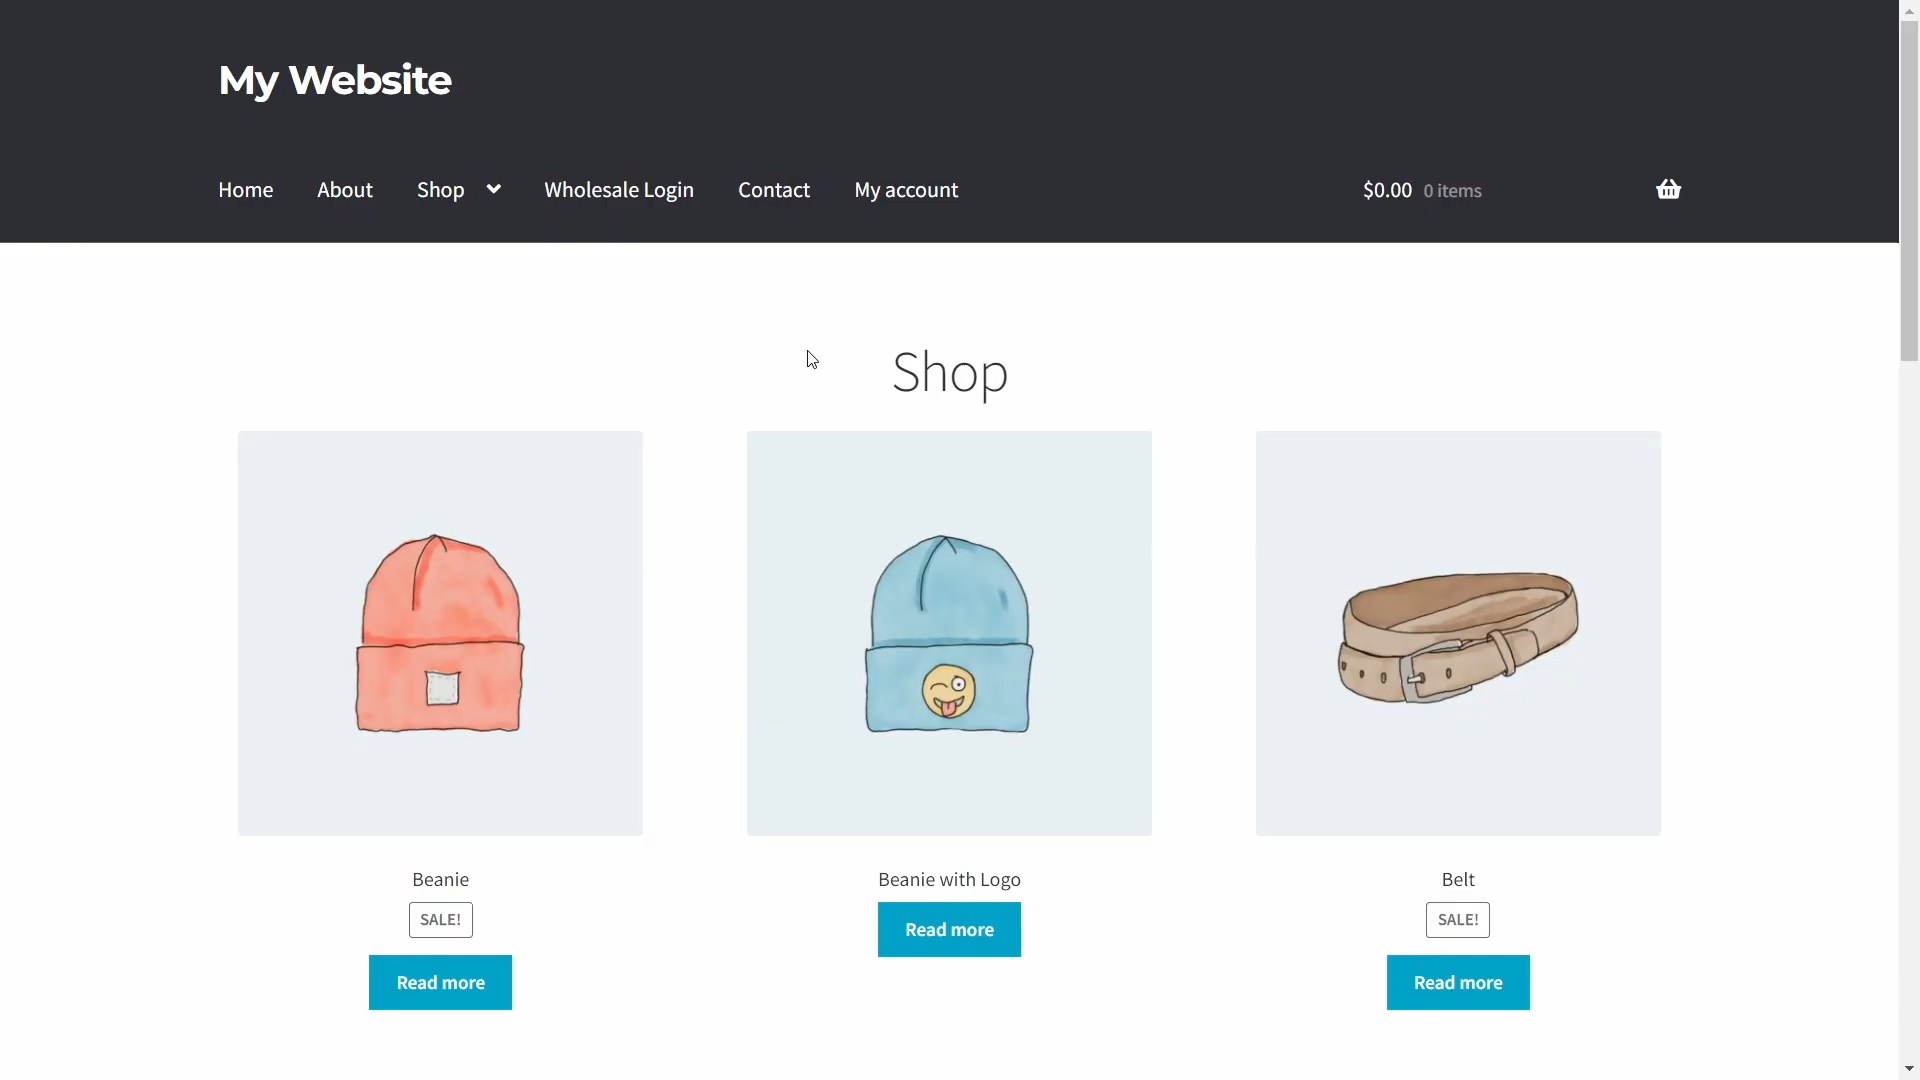 My Website
Home About Shop Wholesale Login Contact My account $0.00 0 items
Shop
Beanie Beanie with Logo Belt
SALE! Read more SALE!
Read more Read more